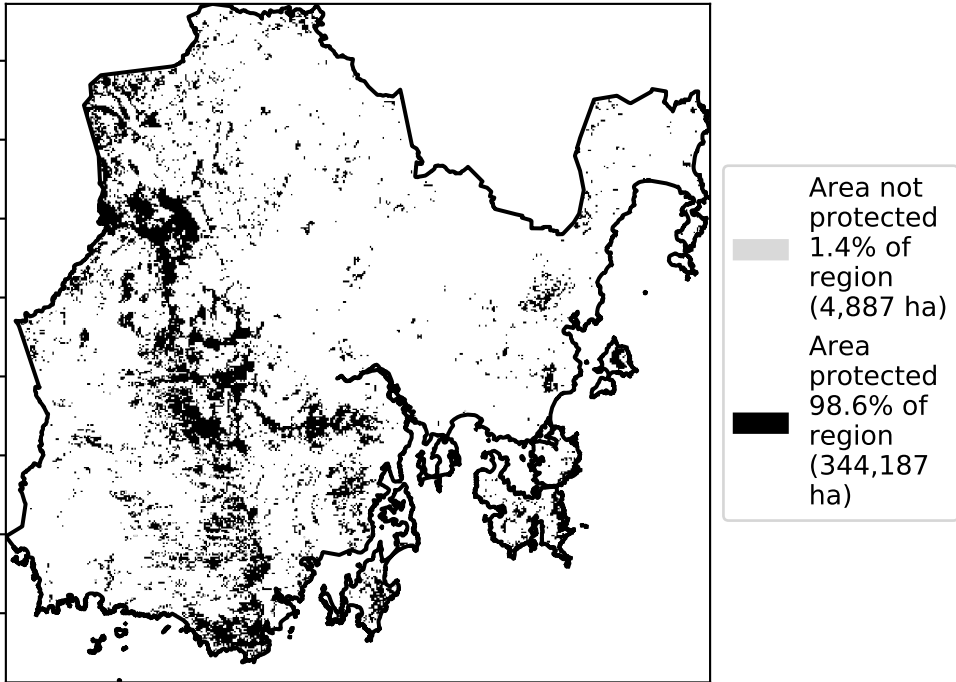 Area not
protected
1.4% of
region
(4,887 ha)
Area
protected
98.6% of
region
(344,187
ha)